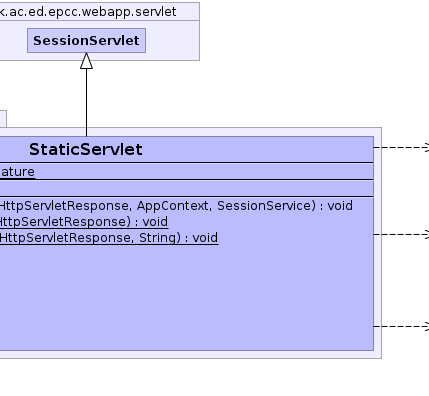 k.ac.ed.epcc.webapp.servlet
SessionServlet
StaticServlet
ature
HttpServletResponse, AppContext, SessionService) : void
HttpServletResponse) : void
HttpServletResponse, String) : void